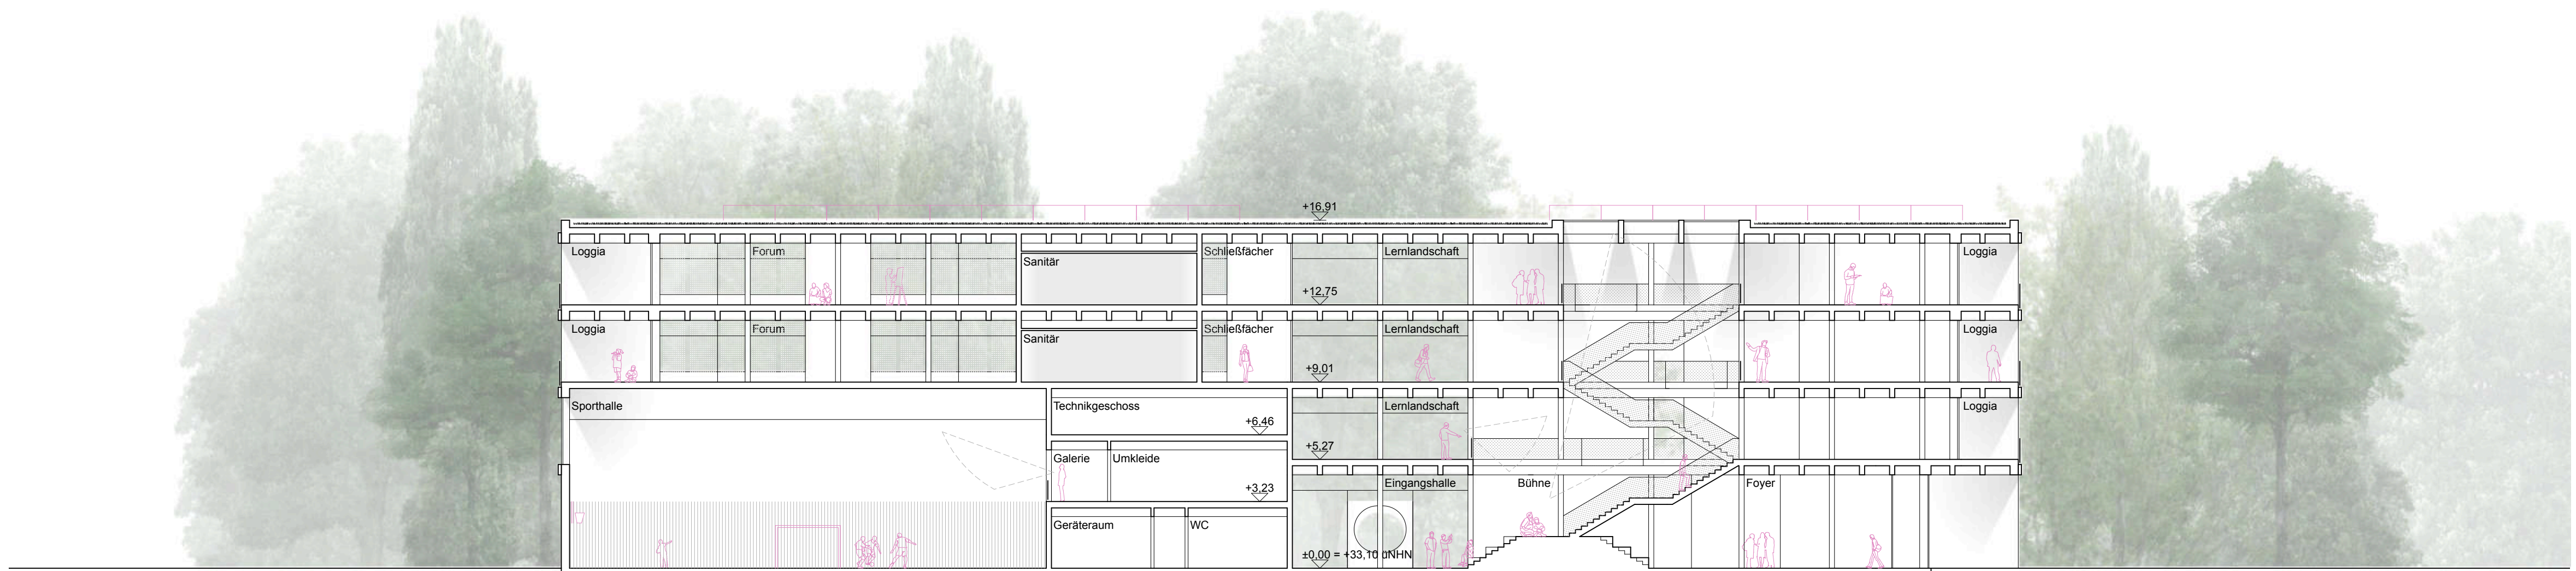 +16,91
Loggia
Forum
Sanitär
Schließfächer
Lernlandschaft
Loggia
+12,75
Loggia
Forum
Sanitär
Schließfächer
Lernlandschaft
Loggia
+9,01
Sporthalle
Technikgeschoss
Lernlandschaft
Loggia
+6,46
+5,27
Galerie
Umkleide
+3,23
Eingangshalle
Bühne
Foyer
Geräteraum
WC
±0,00 = +33,10 üNHN